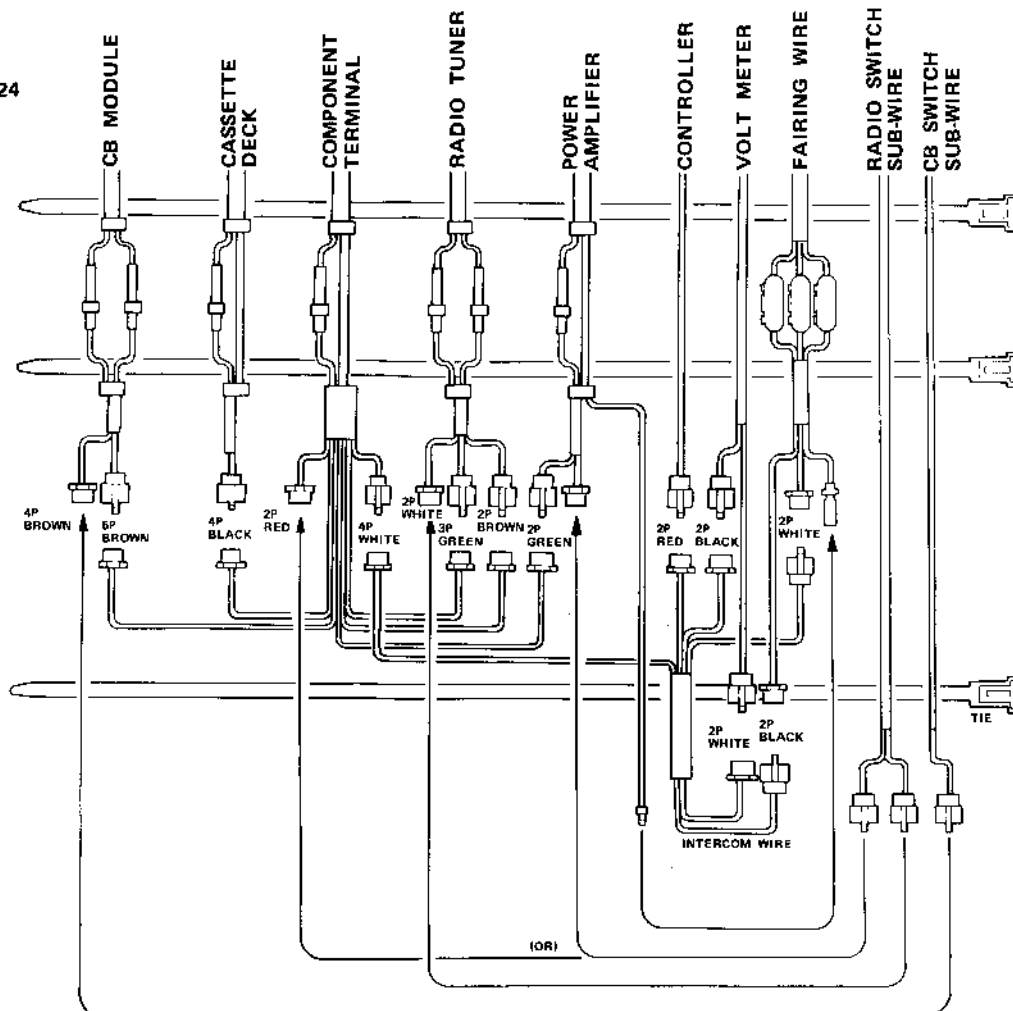 24
CB MODULE
CASSETTE
DECK
COMPONENT
TERMINAL
RADIO TUNER
POWER
AMPLIFIER
CONTROLLER
VOLT METER
FAIRING WIRE
RADIO SWITCH
SUB-WIRE
CB SWITCH
SUB-WIRE
4P
BROWN
6P
BROWN
4P
BLACK
2P
RED
4P
WHITE
2P
WHITE
3P
GREEN
2P
BROWN
2P
GREEN
2P
RED
2P
BLACK
2P
WHITE
2P
WHITE
2P
BLACK
TIE
INTERCOM WIRE
(OR)